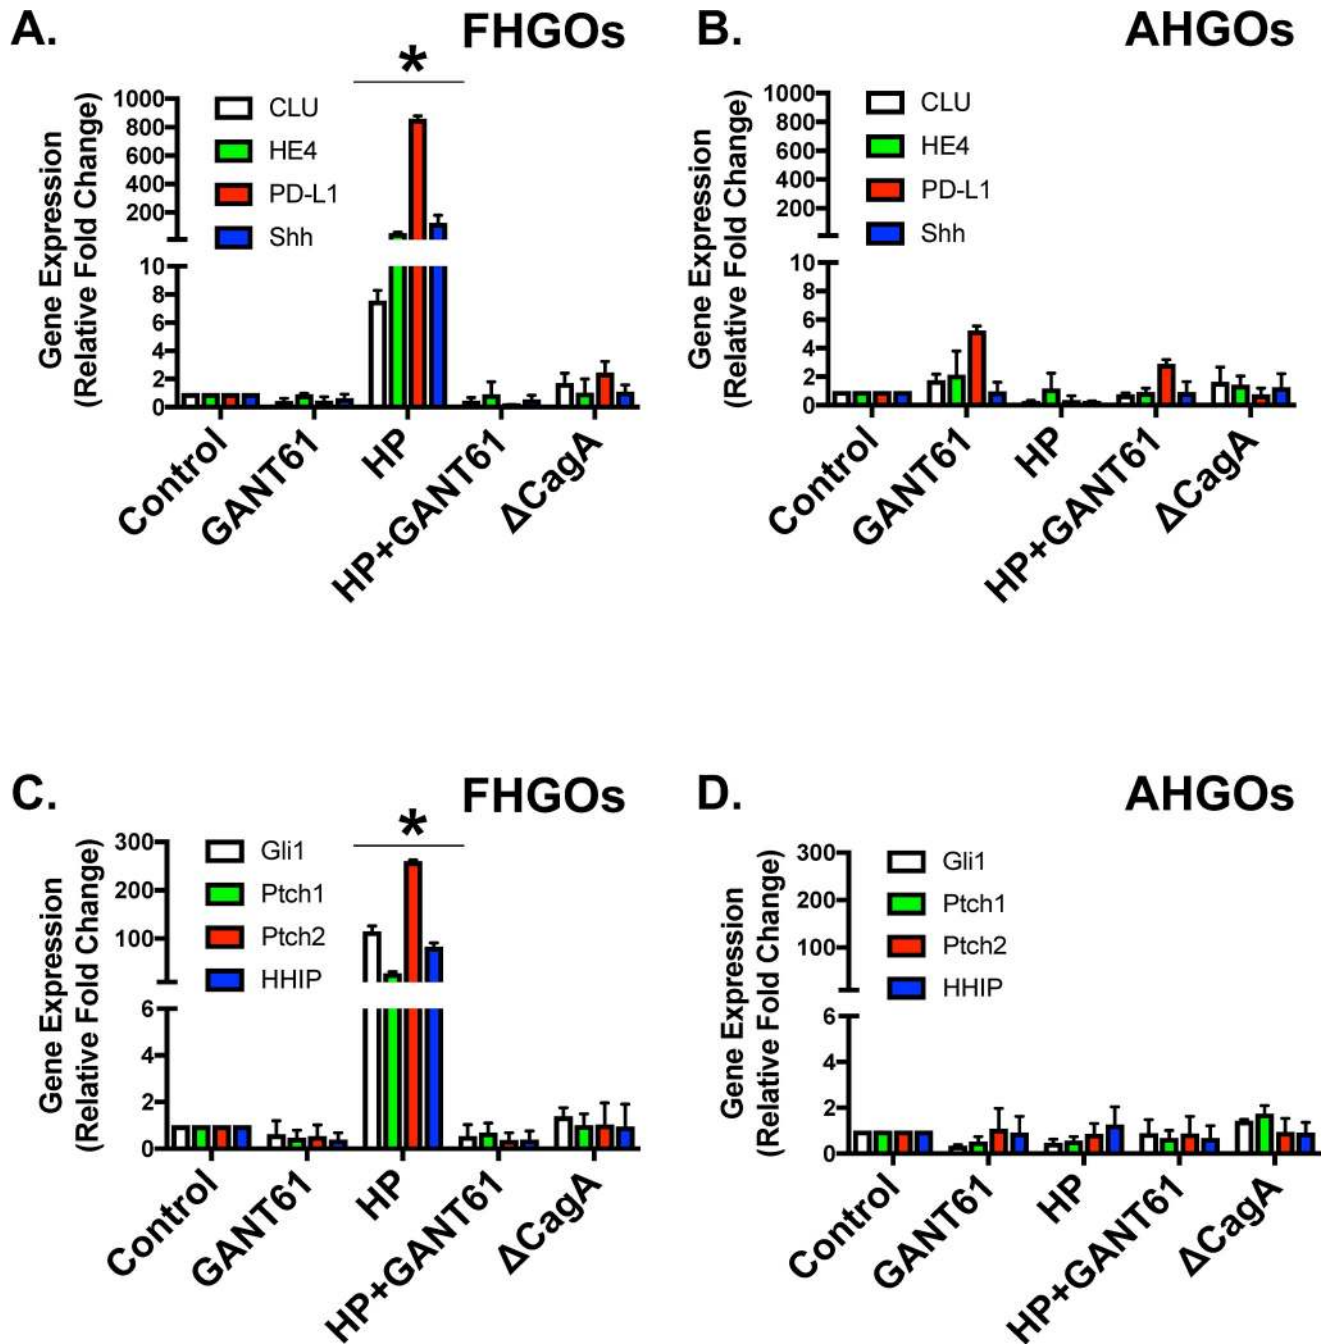 A. FHGOs
*
Gene Expression
(Relative Fold Change)
1000
800
600
400
200
10
8
6
4
2
0
CLU
HE4
PD-L1
Shh
Control
GANT61
HP
HP+GANT61
ΔCagA
B. AHGOs
Gene Expression
(Relative Fold Change)
1000
800
600
400
200
10
8
6
4
2
0
CLU
HE4
PD-L1
Shh
Control
GANT61
HP
HP+GANT61
ΔCagA
C. FHGOs
*
Gene Expression
(Relative Fold Change)
300
200
100
6
4
2
0
Gli1
Ptch1
Ptch2
HHIP
Control
GANT61
HP
HP+GANT61
ΔCagA
D. AHGOs
Gene Expression
(Relative Fold Change)
300
200
100
6
4
2
0
Gli1
Ptch1
Ptch2
HHIP
Control
GANT61
HP
HP+GANT61
ΔCagA